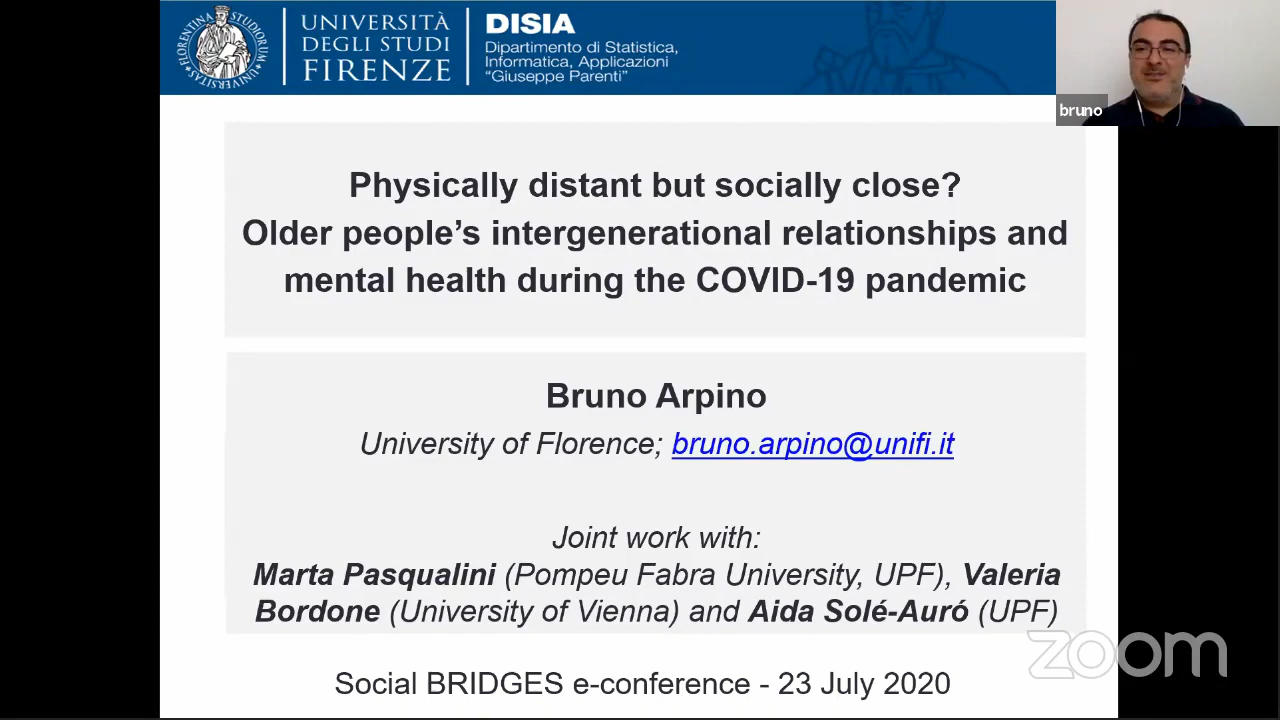 UNIVERSITÀ
DEGLI STUDI
FIRENZE
DISIA
Dipartimento di Statistica,
Informatica, Applicazioni
“Giuseppe Parenti”
bruno
Physically distant but socially close?
Older people’s intergenerational relationships and
mental health during the COVID-19 pandemic
Bruno Arpino
University of Florence; bruno.arpino@unifi.it
Joint work with:
Marta Pasqualini (Pompeu Fabra University, UPF), Valeria
Bordone (University of Vienna) and Aida Solé-Auró (UPF)
zoom
Social BRIDGES e-conference - 23 July 2020